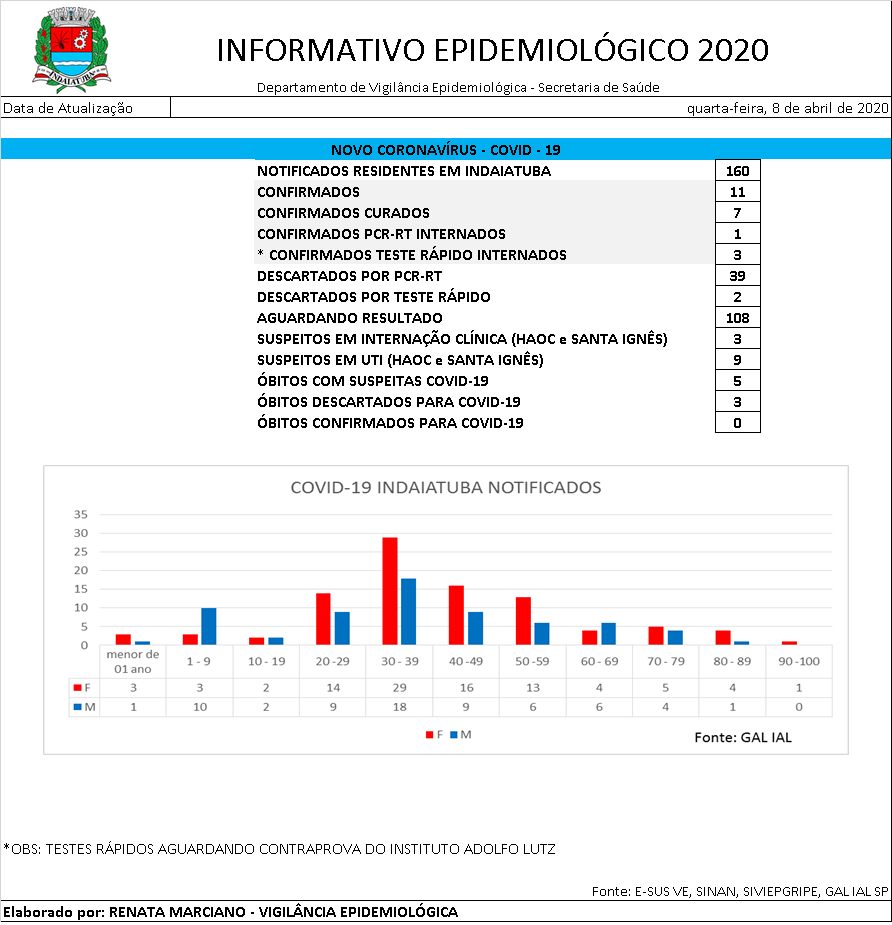 INDAIATUBA
INFORMATIVO EPIDEMIOLÓGICO 2020
Departamento de Vigilância Epidemiológica - Secretaria de Saúde
Data de Atualização quarta-feira, 8 de abril de 2020
NOVO CORONAVÍRUS - COVID - 19
NOTIFICADOS RESIDENTES EM INDAIATUBA 160
CONFIRMADOS 11
CONFIRMADOS CURADOS 7
CONFIRMADOS PCR-RT INTERNADOS 1
* CONFIRMADOS TESTE RÁPIDO INTERNADOS 3
DESCARTADOS POR PCR-RT 39
DESCARTADOS POR TESTE RÁPIDO 2
AGUARDANDO RESULTADO 108
SUSPEITOS EM INTERNAÇÃO CLÍNICA (HAOC e SANTA IGNÊS) 3
SUSPEITOS EM UTI (HAOC e SANTA IGNÊS) 9
ÓBITOS COM SUSPEITAS COVID-19 5
ÓBITOS DESCARTADOS PARA COVID-19 3
ÓBITOS CONFIRMADOS PARA COVID-19 0
COVID-19 INDAIATUBA NOTIFICADOS
35
30
25
20
15
10
5
0
menor de 01 ano 1 - 9 10 - 19 20 -29 30 - 39 40 -49 50 -59 60 - 69 70 - 79 80 - 89 90 -100
F 3 3 2 14 29 16 13 4 5 4 1
M 1 10 2 9 18 9 6 6 4 1 0
F M
Fonte: GAL IAL
*OBS: TESTES RÁPIDOS AGUARDANDO CONTRAPROVA DO INSTITUTO ADOLFO LUTZ
Fonte: E-SUS VE, SINAN, SIVIEPGRIPE, GAL IAL SP
Elaborado por: RENATA MARCIANO - VIGILÂNCIA EPIDEMIOLÓGICA